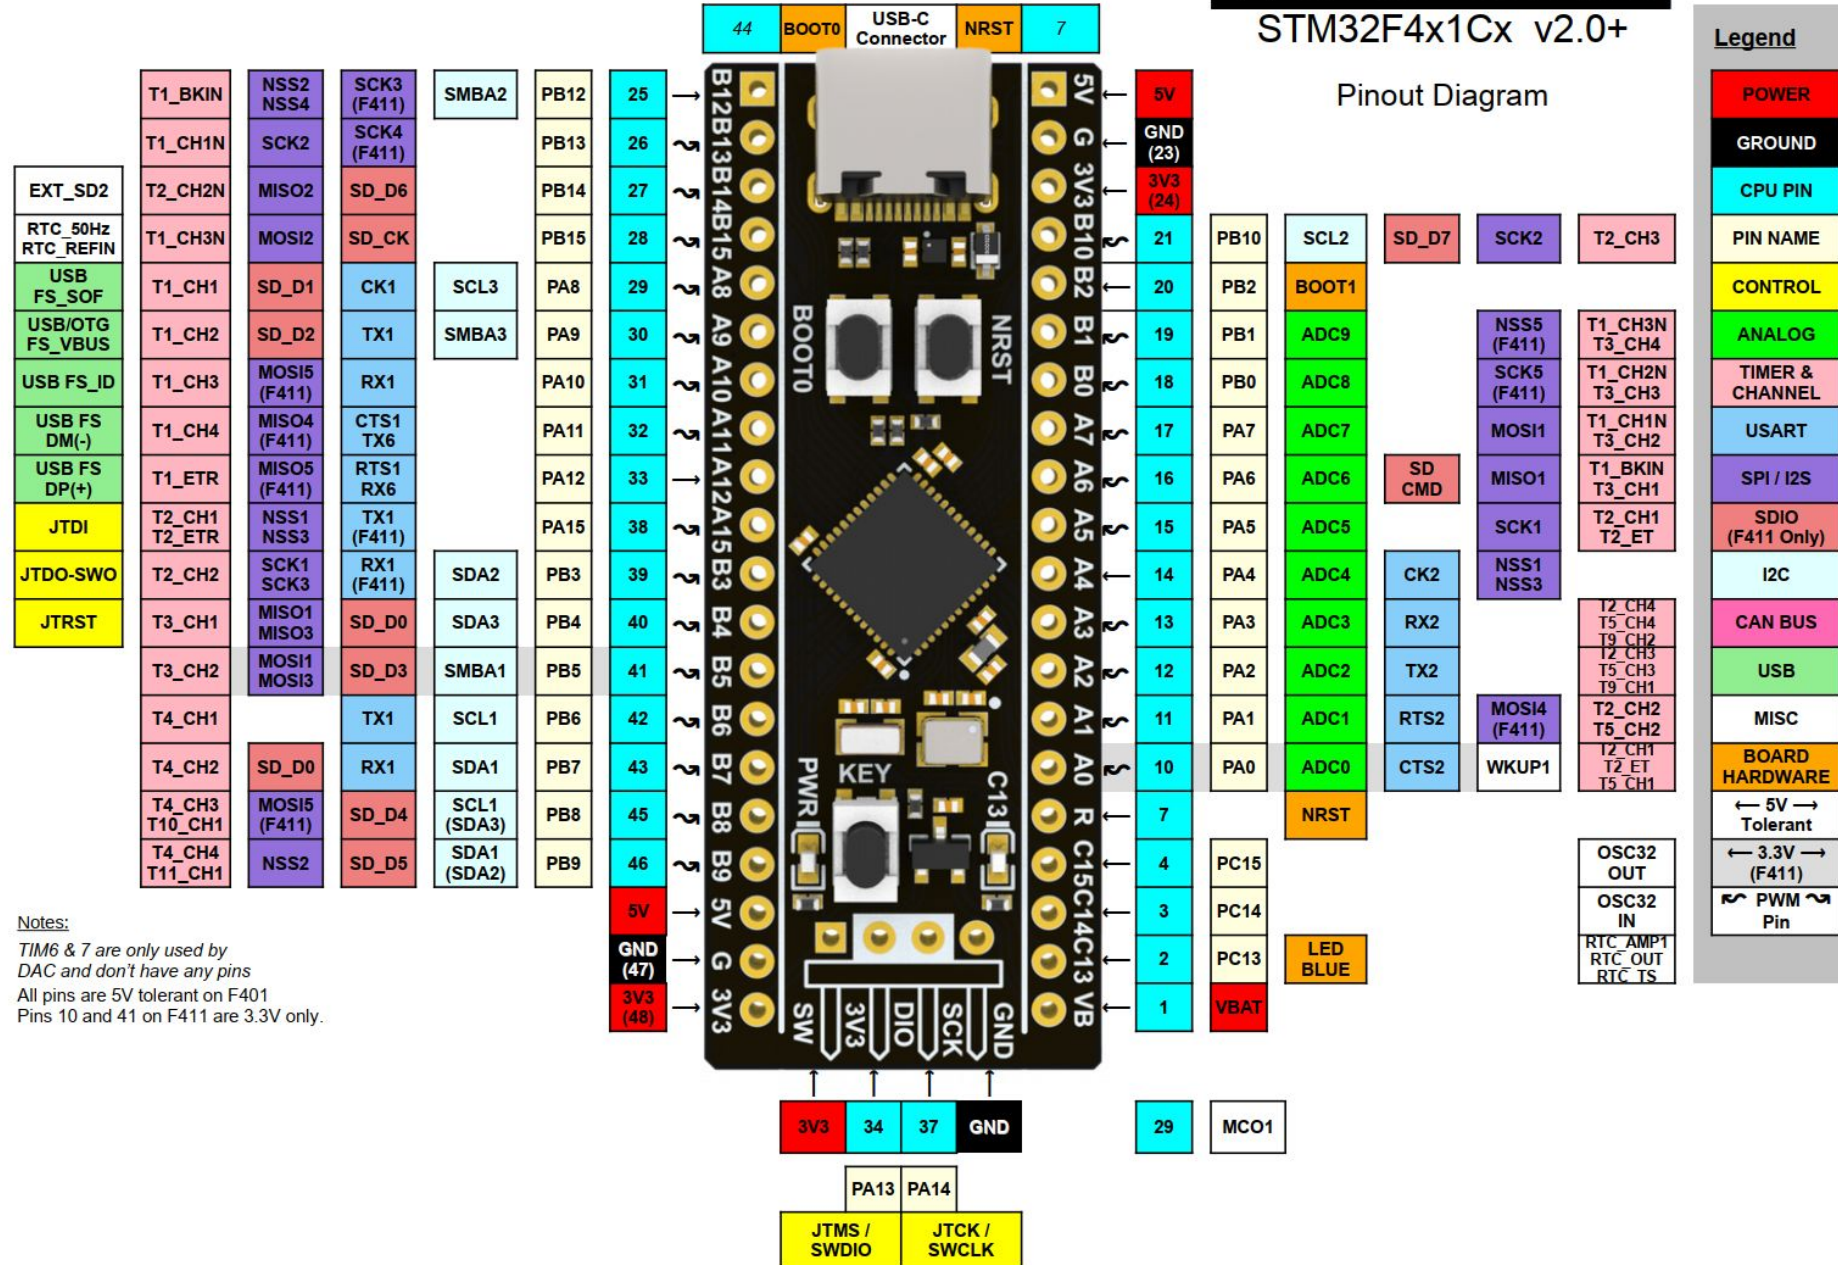 44 BOOT0 USB-C Connector NRST 7
STM32F4x1Cx v2.0+
Pinout Diagram
T1_BKIN NSS2 NSS4 SCK3 (F411) SMBA2 PB12 25
T1_CH1N SCK2 SCK4 (F411) PB13 26
EXT_SD2 T2_CH2N MISO2 SD_D6 PB14 27
RTC_50Hz RTC_REFIN T1_CH3N MOSI2 SD_CK PB15 28
USB FS_SOF T1_CH1 SD_D1 CK1 SCL3 PA8 29
USB/OTG FS_VBUS T1_CH2 SD_D2 TX1 SMBA3 PA9 30
USB FS_ID T1_CH3 MOSI5 (F411) RX1 PA10 31
USB FS DM(-) T1_CH4 MISO4 (F411) CTS1 TX6 PA11 32
USB FS DP(+) T1_ETR MISO5 (F411) RTS1 RX6 PA12 33
JTDI T2_CH1 T2_ETR NSS1 NSS3 TX1 (F411) PA15 38
JTDO-SWO T2_CH2 SCK1 SCK3 RX1 (F411) SDA2 PB3 39
JTRST T3_CH1 MISO1 MISO3 SD_D0 SDA3 PB4 40
T3_CH2 MOSI1 MOSI3 SD_D3 SMBA1 PB5 41
T4_CH1 TX1 SCL1 PB6 42
T4_CH2 SD_D0 RX1 SDA1 PB7 43
T4_CH3 T10_CH1 MOSI5 (F411) SD_D4 SCL1 (SDA3) PB8 45
T4_CH4 T11_CH1 NSS2 SD_D5 SDA1 (SDA2) PB9 46
5V
GND (47)
3V3 (48)
B12 B13 B14 B15 A8 A9 A10 A11 A12 A15 B3 B4 B5 B6 B7 B8 B9 5V G 3V3
BOOT0
NRST
PWR
KEY
C13
SW 3V3 DIO SCK GND
5V G 3V3 B10 B2 B1 B0 A7 A6 A5 A4 A3 A2 A1 A0 R C15 C14 C13 VB
5V
GND (23)
3V3 (24)
21 PB10 SCL2 SD_D7 SCK2 T2_CH3
20 PB2 BOOT1
19 PB1 ADC9 NSS5 (F411) T1_CH3N T3_CH4
18 PB0 ADC8 SCK5 (F411) T1_CH2N T3_CH3
17 PA7 ADC7 MOSI1 T1_CH1N T3_CH2
16 PA6 ADC6 SD CMD MISO1 T1_BKIN T3_CH1
15 PA5 ADC5 SCK1 T2_CH1 T2_ET
14 PA4 ADC4 CK2 NSS1 NSS3
13 PA3 ADC3 RX2 T2_CH4 T5_CH4 T9_CH2
12 PA2 ADC2 TX2 T2_CH3 T5_CH3 T9_CH1
11 PA1 ADC1 RTS2 MOSI4 (F411) T2_CH2 T5_CH2
10 PA0 ADC0 CTS2 WKUP1 T2_CH1 T2_ET T5_CH1
7 NRST
4 PC15 OSC32 OUT
3 PC14 OSC32 IN
2 PC13 LED BLUE RTC_AMP1 RTC_OUT RTC_TS
1 VBAT
Legend
POWER
GROUND
CPU PIN
PIN NAME
CONTROL
ANALOG
TIMER &
CHANNEL
USART
SPI / I2S
SDIO
(F411 Only)
I2C
CAN BUS
USB
MISC
BOARD
HARDWARE
← 5V →
Tolerant
← 3.3V →
(F411)
PWM
Pin
Notes:
TIM6 & 7 are only used by
DAC and don't have any pins
All pins are 5V tolerant on F401
Pins 10 and 41 on F411 are 3.3V only.
3V3 34 37 GND
29 MCO1
PA13 PA14
JTMS / SWDIO JTCK / SWCLK